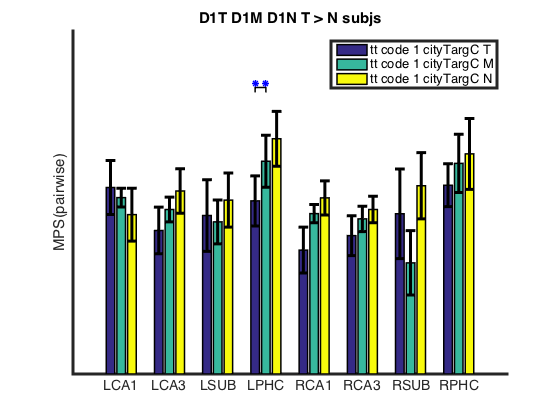 D1T D1M D1N T > N subjs
tt code 1 cityTargC T
tt code 1 cityTargC M
tt code 1 cityTargC N
**
MPS(pairwise)
LCA1 LCA3 LSUB LPHC RCA1 RCA3 RSUB RPHC